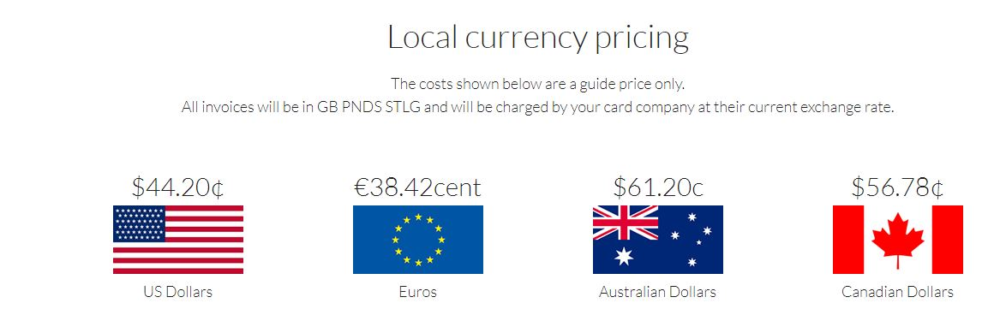 Local currency pricing
The costs shown below are a guide price only.
All invoices will be in GB PNDS STLG and will be charged by your card company at their current exchange rate.
$44.20¢
€38.42cent
$61.20c
$56.78¢
US Dollars
Euros
Australian Dollars
Canadian Dollars